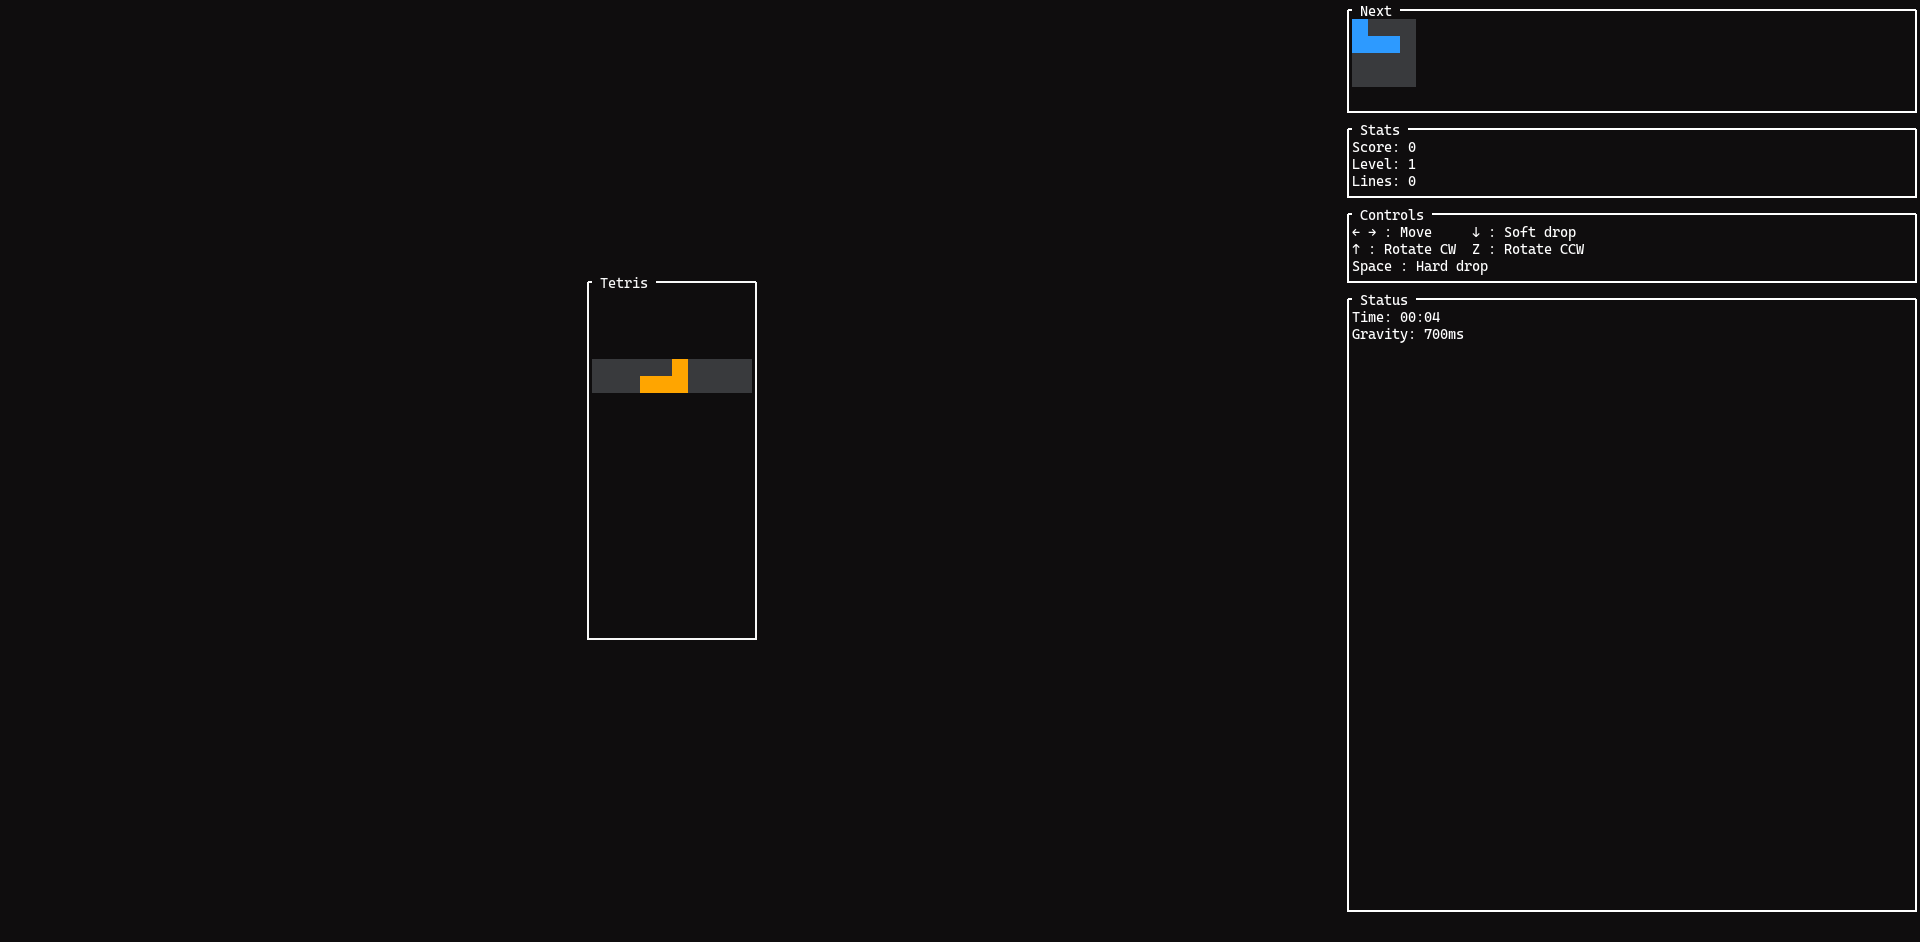 Tetris
Next
Stats
Score: 0
Level: 1
Lines: 0
Controls
← → : Move     ↓ : Soft drop
↑ : Rotate CW  Z : Rotate CCW
Space : Hard drop
Status
Time: 00:04
Gravity: 700ms